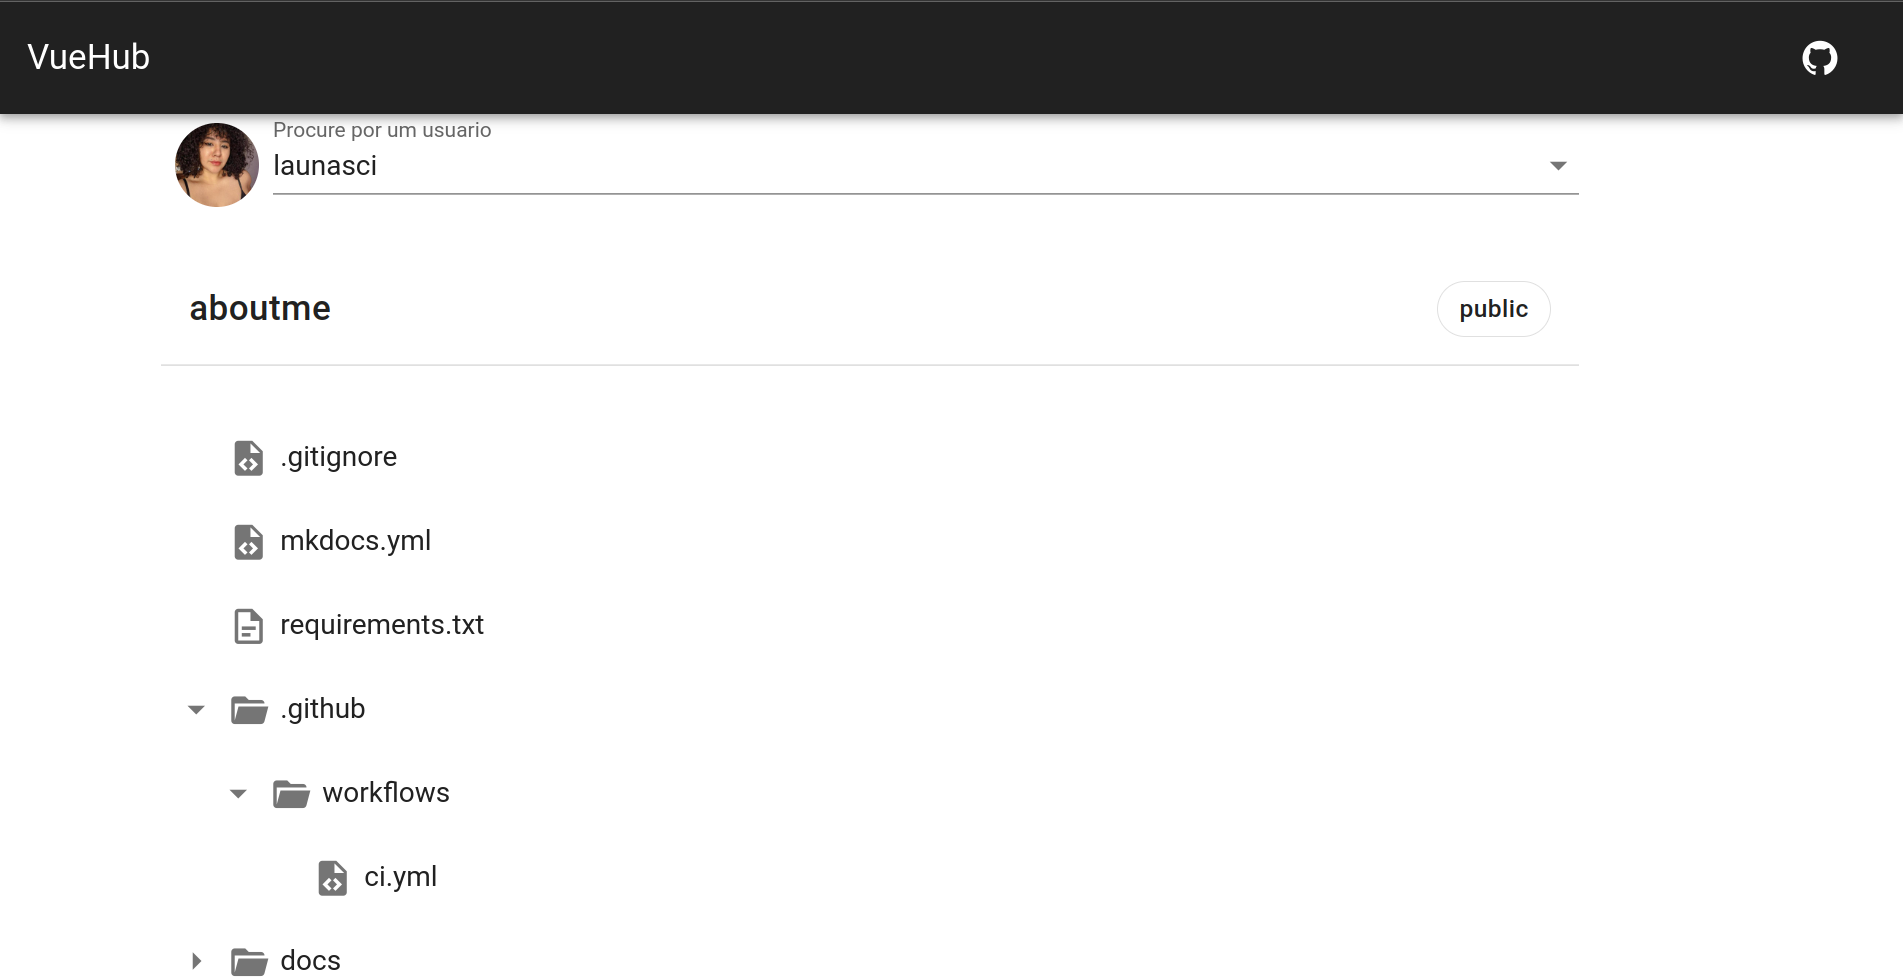 VueHub
Procure por um usuario
launasci
aboutme
public
.gitignore
mkdocs.yml
requirements.txt
.github
workflows
ci.yml
docs